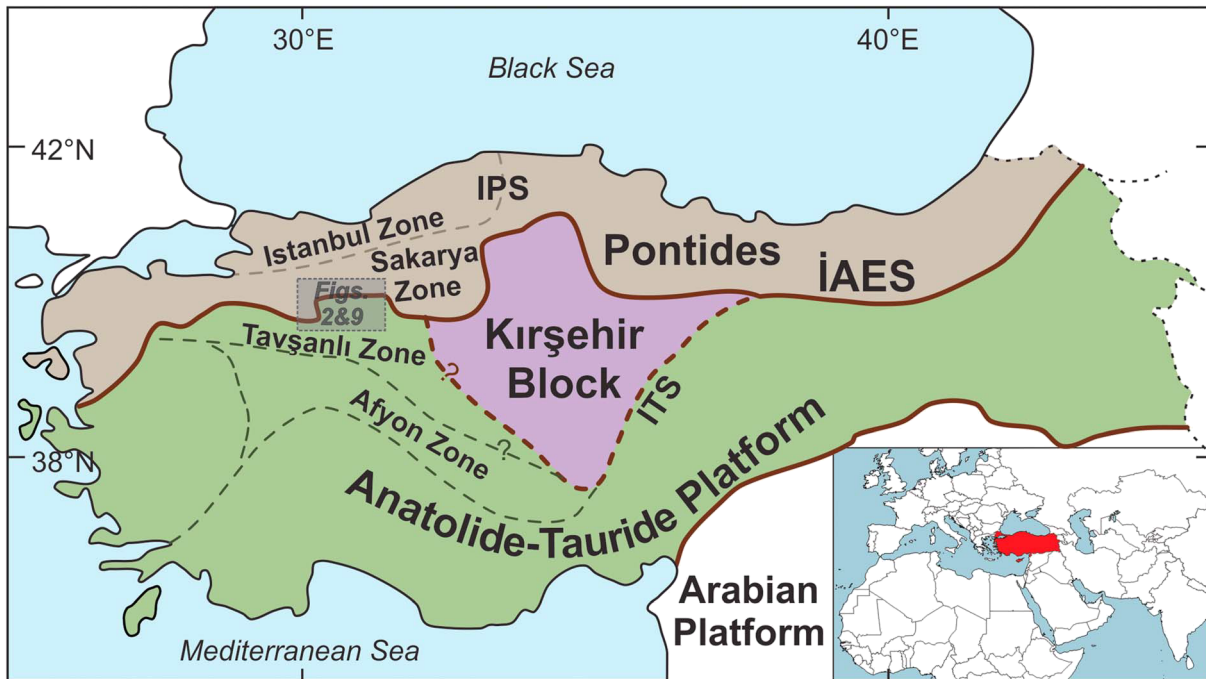 30°E
40°E
Black Sea
42°N
IPS
Istanbul Zone
Sakarya
Zone
Pontides
İAES
Figs.
2&9
Tavşanlı Zone
Kırşehir
Block
?
ITS
Afyon Zone
?
38°N
Anatolide-Tauride Platform
Arabian
Platform
Mediterranean Sea